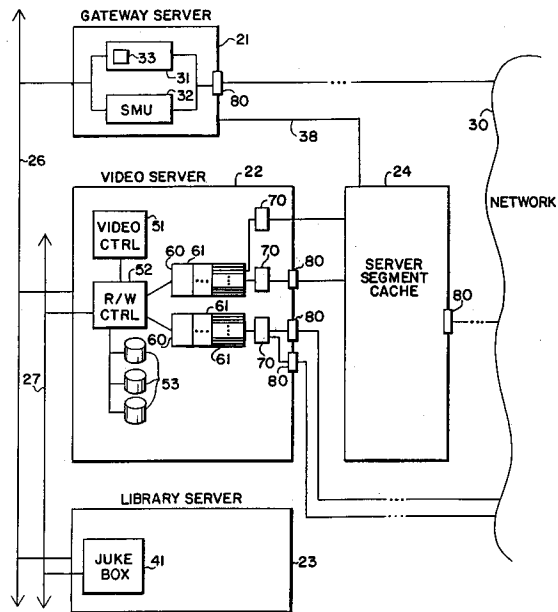 GATEWAY SERVER
21
33
31
32
SMU
80
30
38
26
VIDEO SERVER
22
24
NETWORK
70
VIDEO
CTRL
51
60
61
70
80
52
R/W
CTRL
...
SERVER
SEGMENT
CACHE
80
61
80
60
...
61
70
80
27
53
LIBRARY SERVER
JUKE
BOX
41
23